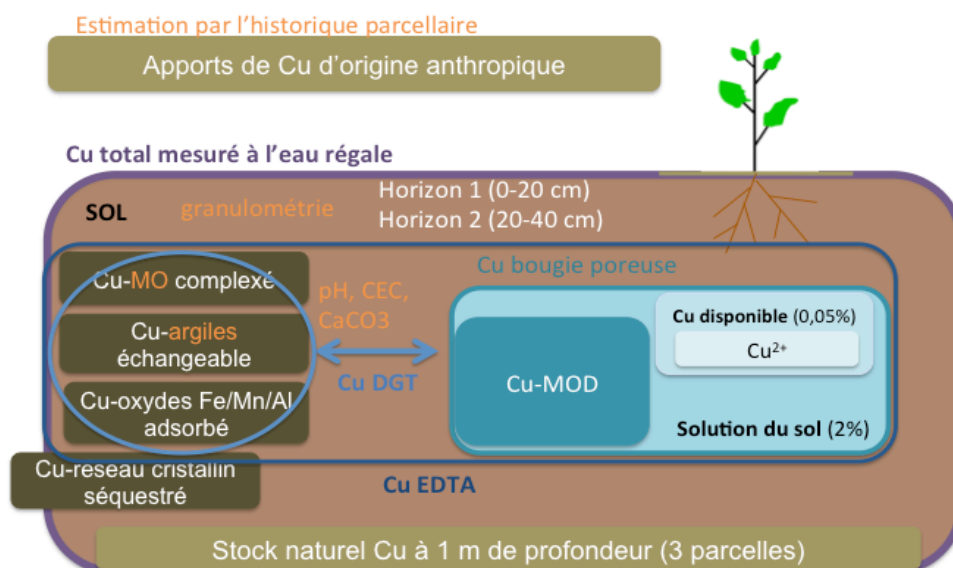 Estimation par l’historique parcellaire
Apports de Cu d’origine anthropique
Cu total mesuré à l’eau régale
Horizon 1 (0-20 cm)
SOL granulométrie
Horizon 2 (20-40 cm)
Cu bougie poreuse
Cu-MO complexé
pH, CEC,
CaCO3
Cu disponible (0,05%)
Cu-argiles
échangeable
Cu²⁺
Cu DGT
Cu-MOD
Cu-oxydes Fe/Mn/Al
adsorbé
Solution du sol (2%)
Cu-réseau cristallin
séquestré
Cu EDTA
Stock naturel Cu à 1 m de profondeur (3 parcelles)